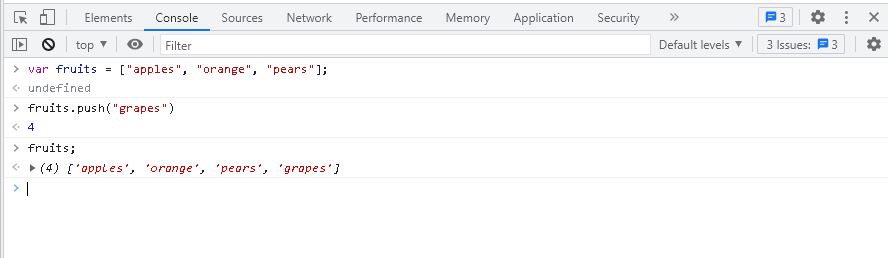 Elements Console Sources Network Performance Memory Application Security » 3
top ▼ Filter Default levels ▼ 3 Issues: 3
> var fruits = ["apples", "orange", "pears"];
<· undefined
> fruits.push("grapes")
<· 4
> fruits;
<· ▶ (4) ['apples', 'orange', 'pears', 'grapes']
>